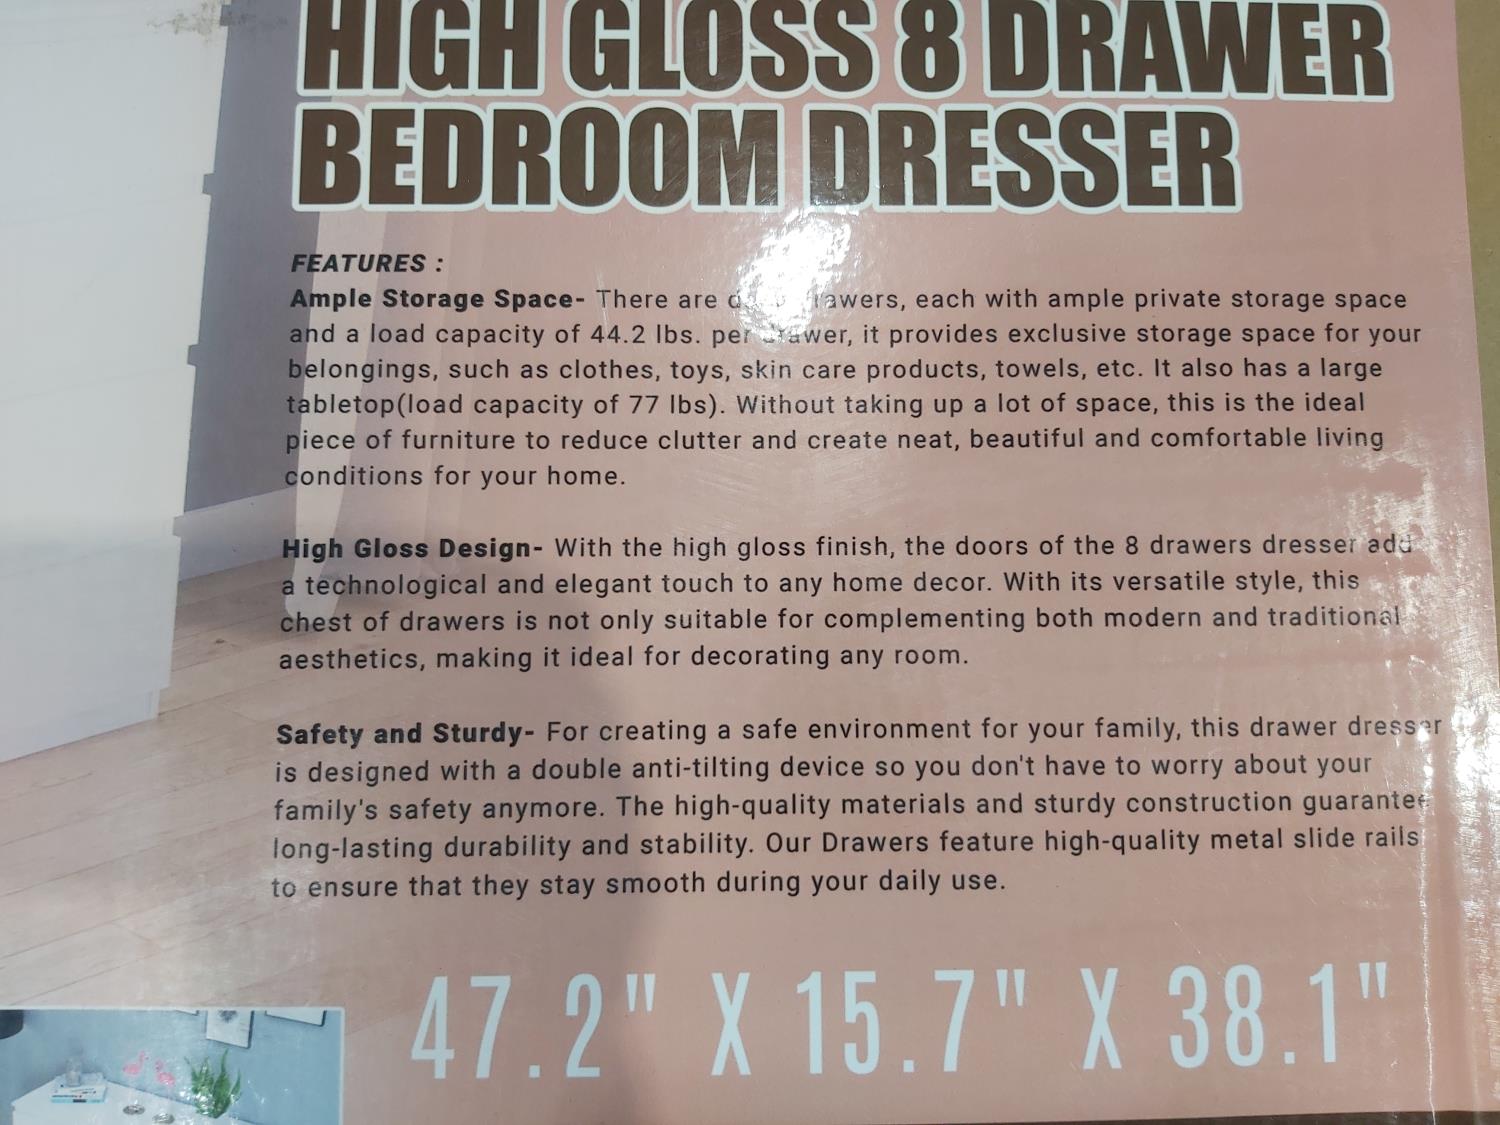 HIGH GLOSS 8 DRAWER
BEDROOM DRESSER
FEATURES :
Ample Storage Space- There are drawers, each with ample private storage space
and a load capacity of 44.2 lbs. per drawer, it provides exclusive storage space for your
belongings, such as clothes, toys, skin care products, towels, etc. It also has a large
tabletop(load capacity of 77 lbs). Without taking up a lot of space, this is the ideal
piece of furniture to reduce clutter and create neat, beautiful and comfortable living
conditions for your home.
High Gloss Design- With the high gloss finish, the doors of the 8 drawers dresser add
a technological and elegant touch to any home decor. With its versatile style, this
chest of drawers is not only suitable for complementing both modern and traditional
aesthetics, making it ideal for decorating any room.
Safety and Sturdy- For creating a safe environment for your family, this drawer dresser
is designed with a double anti-tilting device so you don't have to worry about your
family's safety anymore. The high-quality materials and sturdy construction guarantee
long-lasting durability and stability. Our Drawers feature high-quality metal slide rails
to ensure that they stay smooth during your daily use.
47.2" X 15.7" X 38.1"